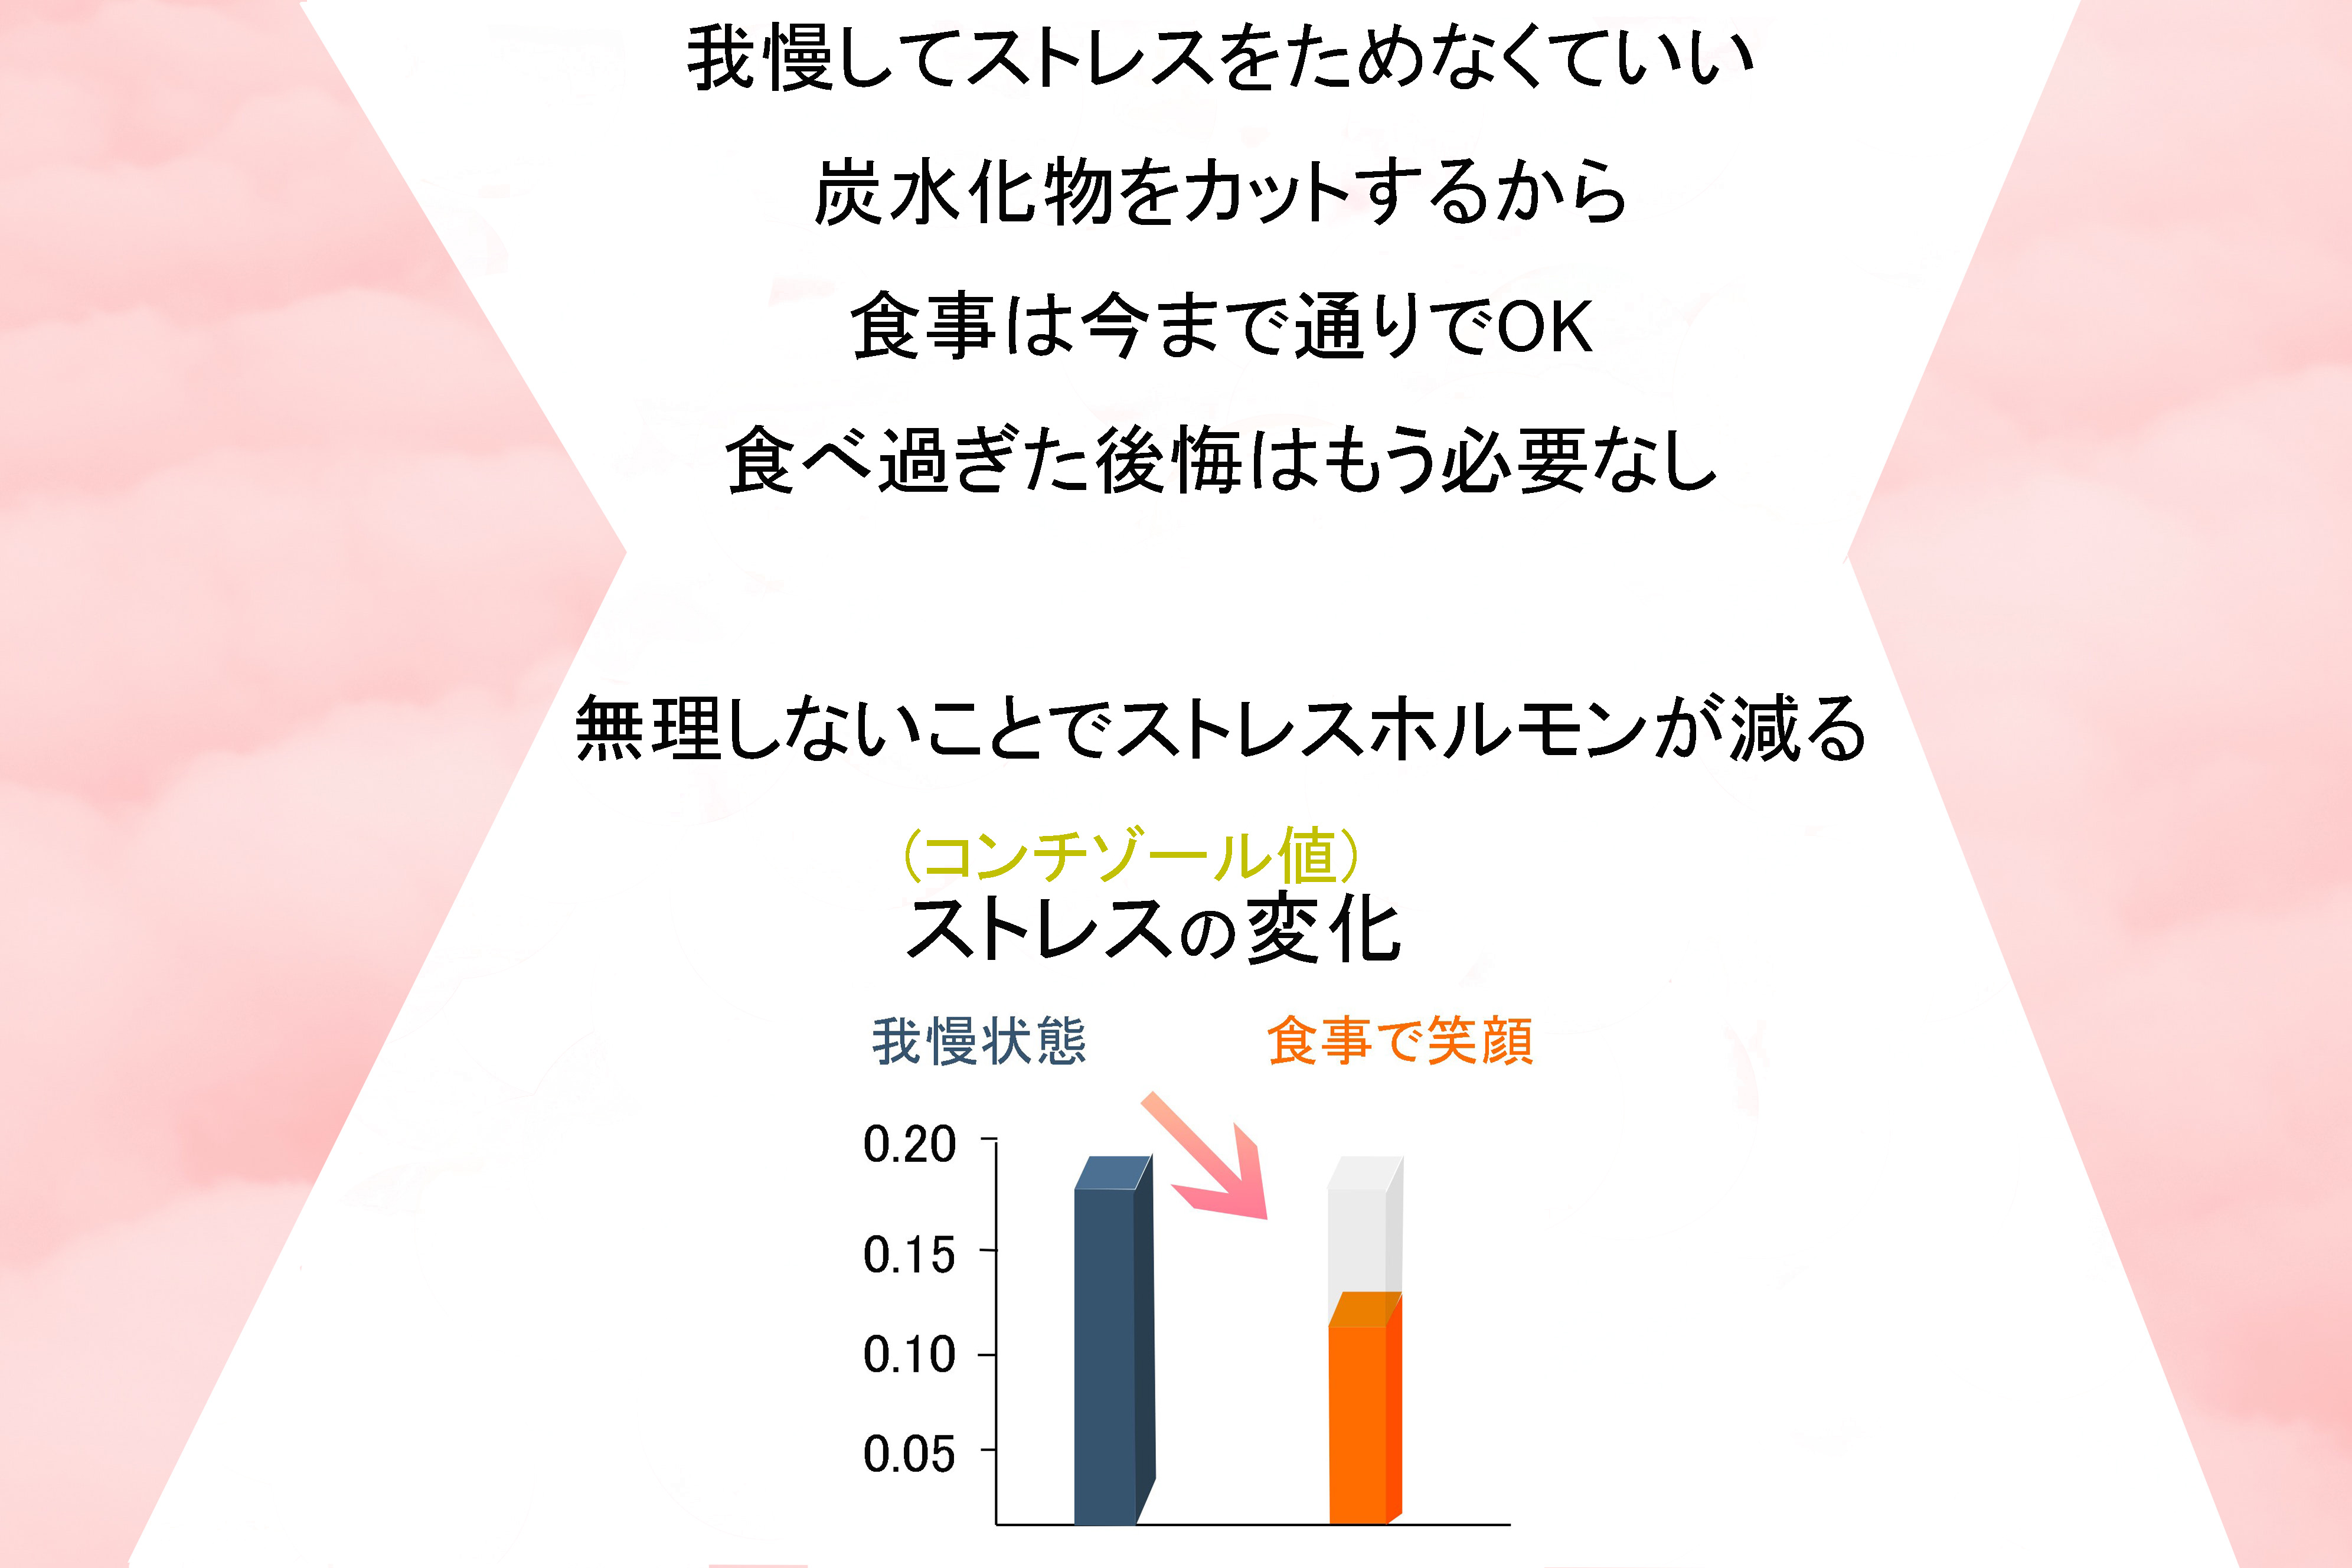 我慢してストレスをためなくていい
炭水化物をカットするから
食事は今まで通りでOK
食べ過ぎた後悔はもう必要なし
無理しないことでストレスホルモンが減る
(コンチゾール値)
ストレスの変化
我慢状態 食事で笑顔
0.20
0.15
0.10
0.05